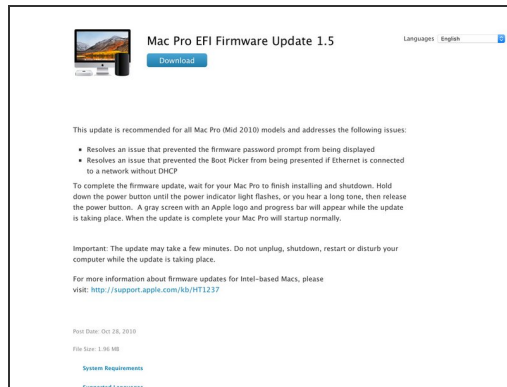 Mac Pro EFI Firmware Update 1.5
Languages English
Download
This update is recommended for all Mac Pro (Mid 2010) models and addresses the following issues:
Resolves an issue that prevented the firmware password prompt from being displayed
Resolves an issue that prevented the Boot Picker from being presented if Ethernet is connected
to a network without DHCP
To complete the firmware update, wait for your Mac Pro to finish installing and shutdown. Hold
down the power button until the power indicator light flashes, or you hear a long tone, then release
the power button. A gray screen with an Apple logo and progress bar will appear while the update
is taking place. When the update is complete your Mac Pro will startup normally.
Important: The update may take a few minutes. Do not unplug, shutdown, restart or disturb your
computer while the update is taking place.
For more information about firmware updates for Intel-based Macs, please
visit: http://support.apple.com/kb/HT1237
Post Date: Oct 28, 2010
File Size: 1.96 MB
System Requirements
Supported Languages